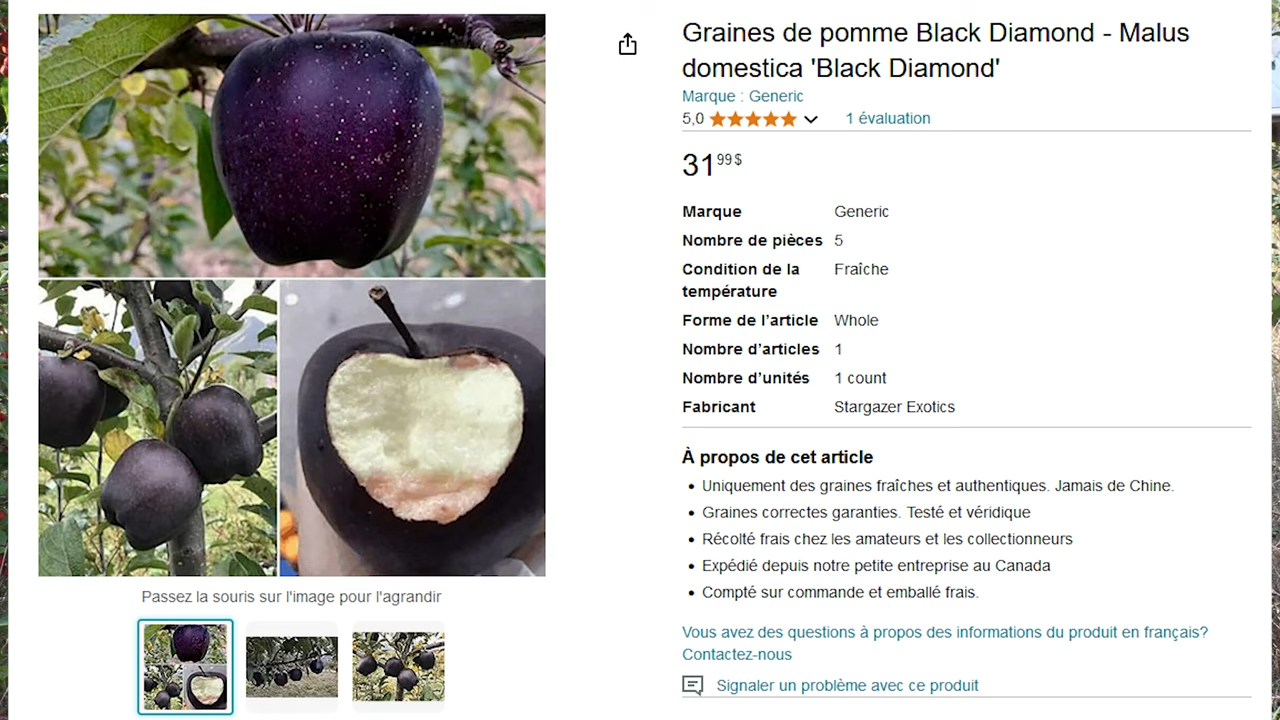 Graines de pomme Black Diamond - Malus
domestica 'Black Diamond'
Marque : Generic
5,0
1 évaluation
31 99 $
Marque Generic
Nombre de pièces 5
Condition de la Fraîche
température
Forme de l’article Whole
Nombre d’articles 1
Nombre d’unités 1 count
Fabricant Stargazer Exotics
À propos de cet article
• Uniquement des graines fraîches et authentiques. Jamais de Chine.
• Graines correctes garanties. Testé et véridique
• Récolté frais chez les amateurs et les collectionneurs
• Expédié depuis notre petite entreprise au Canada
• Compté sur commande et emballé frais.
Passez la souris sur l'image pour l'agrandir
Vous avez des questions à propos des informations du produit en français?
Contactez-nous
Signaler un problème avec ce produit